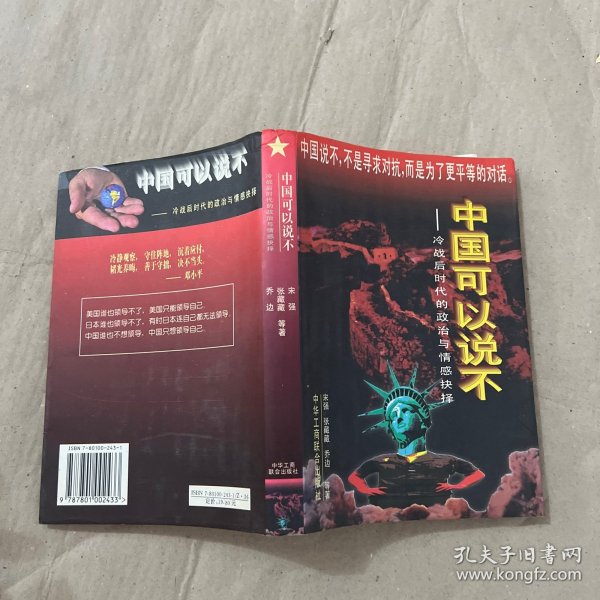 中国可以说不
——冷战后时代的政治与情感抉择
冷静观察， 守住阵地， 沉着应付，
韬光养晦， 善于守拙， 决不当头。
——邓小平
美国谁也领导不了，美国只能领导自己。
日本谁也领导不了，有时日本连自己都无法领导。
中国谁也不想领导，中国只想领导自己。
ISBN 7-80100-243-1
9 787801 002433 >
定价：19.80元
中国可以说不
冷战后时代的政治与情感抉择
宋强
张藏藏
乔边
等著
中华工商
联合出版社
中国说不，不是寻求对抗，而是为了更平等的对话。
中国可以说不
——冷战后时代的政治与情感抉择
宋强 张藏藏 乔边 等著
中华工商联合出版社
孔夫子旧书网
www.kongfz.com